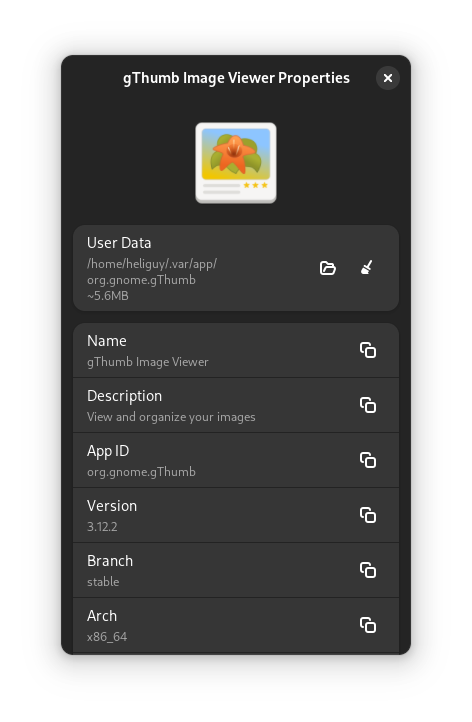 gThumb Image Viewer Properties
User Data
/home/heliguy/.var/app/
org.gnome.gThumb
~5.6MB
Name
gThumb Image Viewer
Description
View and organize your images
App ID
org.gnome.gThumb
Version
3.12.2
Branch
stable
Arch
x86_64